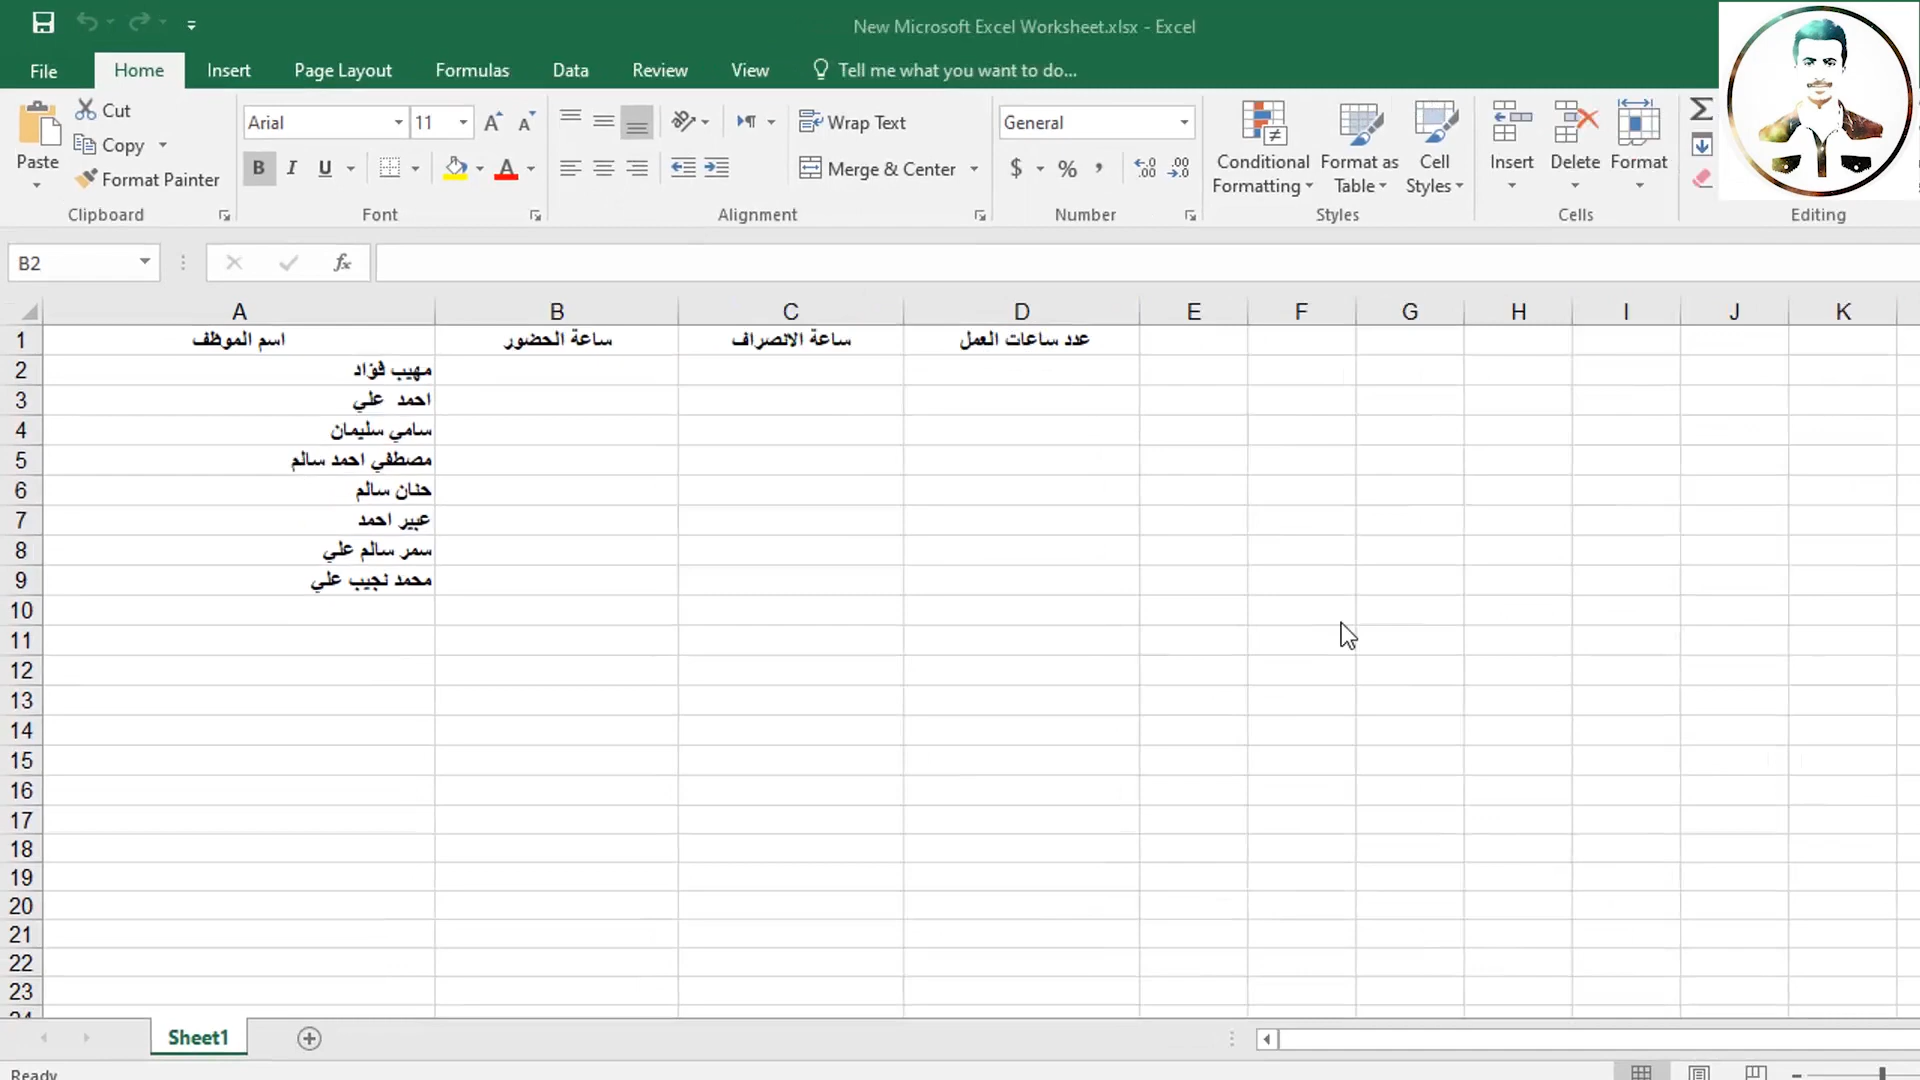 New Microsoft Excel Worksheet.xlsx - Excel
File Home Insert Page Layout Formulas Data Review View Tell me what you want to do...
Paste
Cut
Copy
Format Painter
Clipboard
Arial 11
B I U
Font
Wrap Text
Merge & Center
Alignment
General
$ % ,
Number
Conditional Formatting
Format as Table
Cell Styles
Styles
Insert
Delete
Format
Cells
Editing
B2
fx
A B C D E F G H I J K
1 اسم الموظف ساعة الحضور ساعة الانصراف عدد ساعات العمل
2 مهيب فؤاد
3 احمد علي
4 سامي سليمان
5 مصطفي احمد سالم
6 حنان سالم
7 عبير احمد
8 سمر سالم علي
9 محمد نجيب علي
10
11
12
13
14
15
16
17
18
19
20
21
22
23
24
Sheet1
Ready